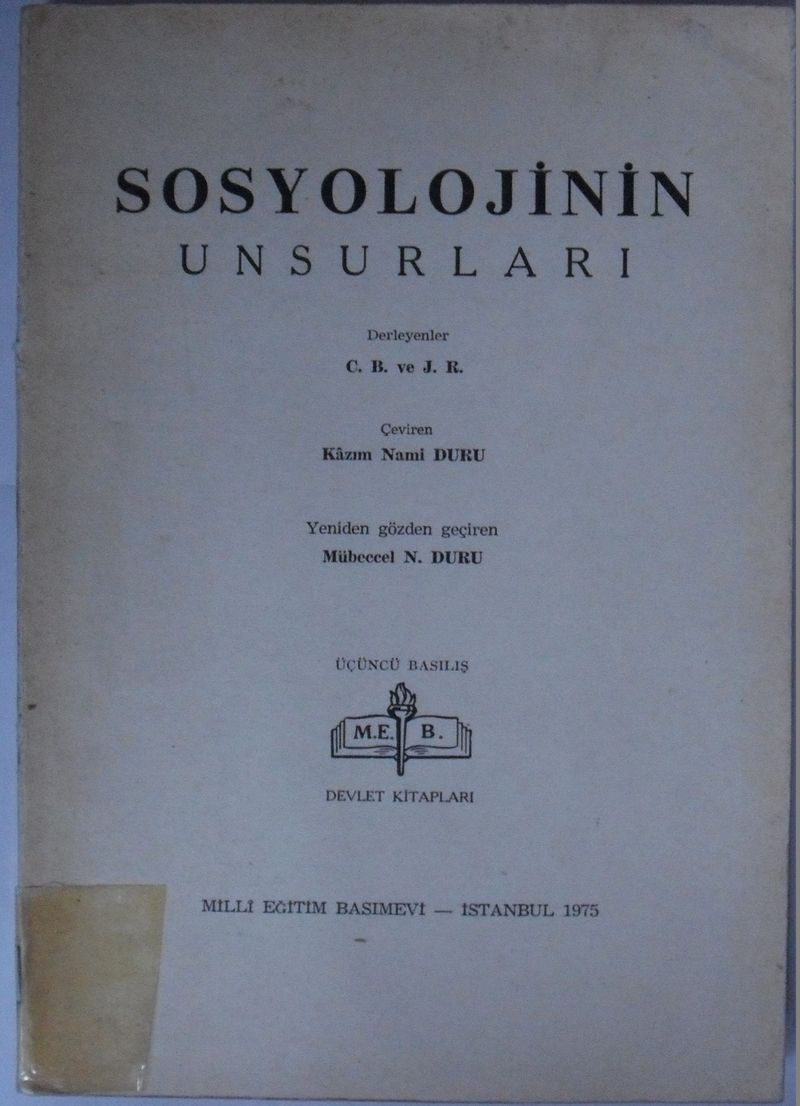 SOSYOLOJİNİN
UNSURLARI
Derleyenler
C. B. ve J. R.
Çeviren
Kâzım Nami DURU
Yeniden gözden geçiren
Mübeccel N. DURU
ÜÇÜNCÜ BASILIŞ
M.E. B.
DEVLET KİTAPLARI
MİLLÎ EĞİTİM BASIMEVİ — İSTANBUL 1975